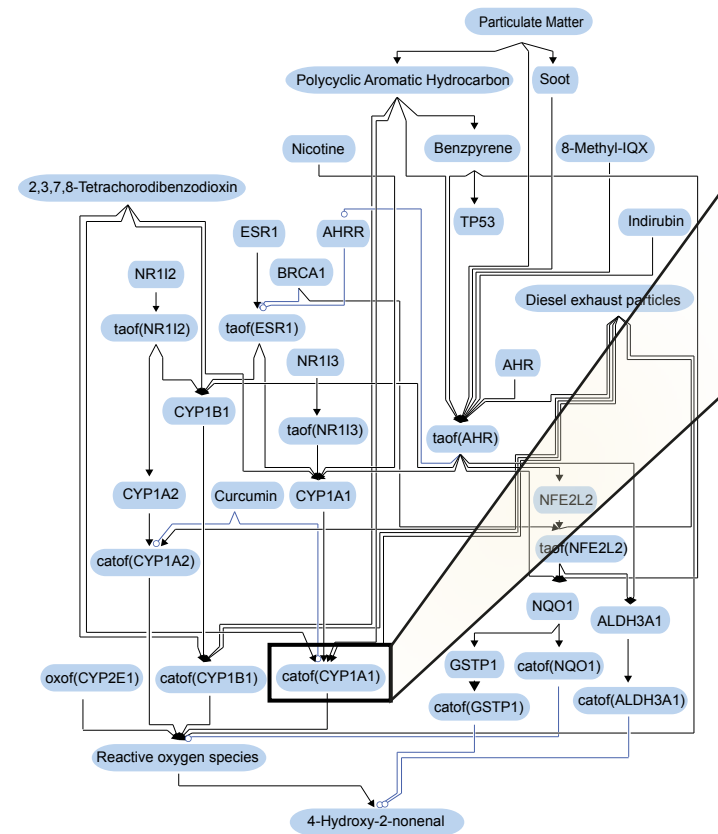 Particulate Matter
Polycyclic Aromatic Hydrocarbon
Soot
Nicotine
Benzpyrene
8-Methyl-IQX
2,3,7,8-Tetrachorodibenzodioxin
TP53
Indirubin
ESR1
AHRR
BRCA1
NR1I2
Diesel exhaust particles
taof(NR1I2)
taof(ESR1)
NR1I3
AHR
CYP1B1
taof(NR1I3)
taof(AHR)
CYP1A2
Curcumin
CYP1A1
NFE2L2
catof(CYP1A2)
taof(NFE2L2)
NQO1
ALDH3A1
oxof(CYP2E1)
catof(CYP1B1)
catof(CYP1A1)
GSTP1
catof(NQO1)
catof(GSTP1)
catof(ALDH3A1)
Reactive oxygen species
4-Hydroxy-2-nonenal